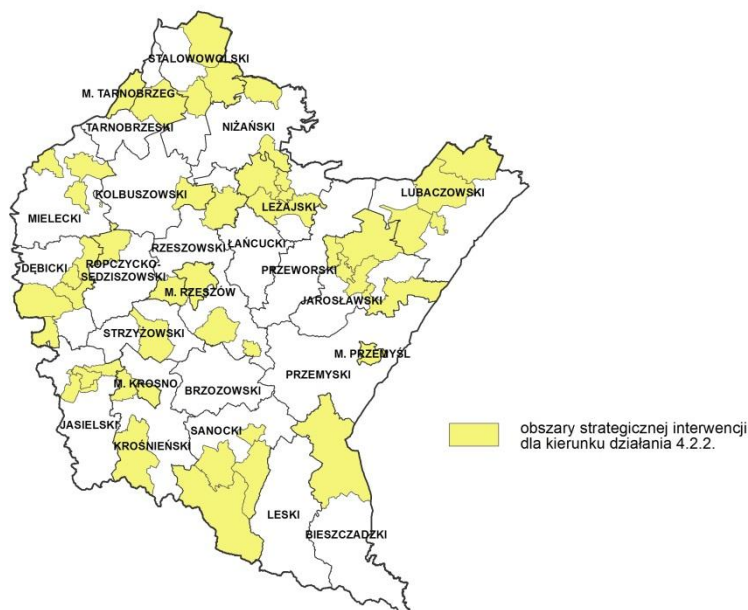 STALOWOWOLSKI
M. TARNOBRZEG
TARNOBRZESKI
NIŻAŃSKI
LUBACZOWSKI
KOLBUSZOWSKI
LEŻAJSKI
MIELECKI
RZESZOWSKI
ŁAŃCUCKI
DĘBICKI
ROPCZYCKO-
SĘDZISZOWSKI
PRZEWORSKI
M. RZESZÓW
JAROSŁAWSKI
STRZYŻOWSKI
M. PRZEMYŚL
PRZEMYSKI
M. KROSNO
BRZOZOWSKI
JASIELSKI
SANOCKI
KROŚNIEŃSKI
LESKI
BIESZCZADZKI
obszary strategicznej interwencji
dla kierunku działania 4.2.2.